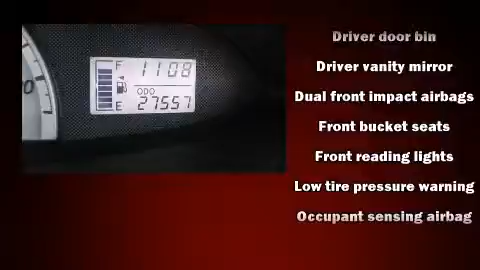 F 1108
ODO
E 27557
0
Driver door bin
Driver vanity mirror
Dual front impact airbags
Front bucket seats
Front reading lights
Low tire pressure warning
Occupant sensing airbag